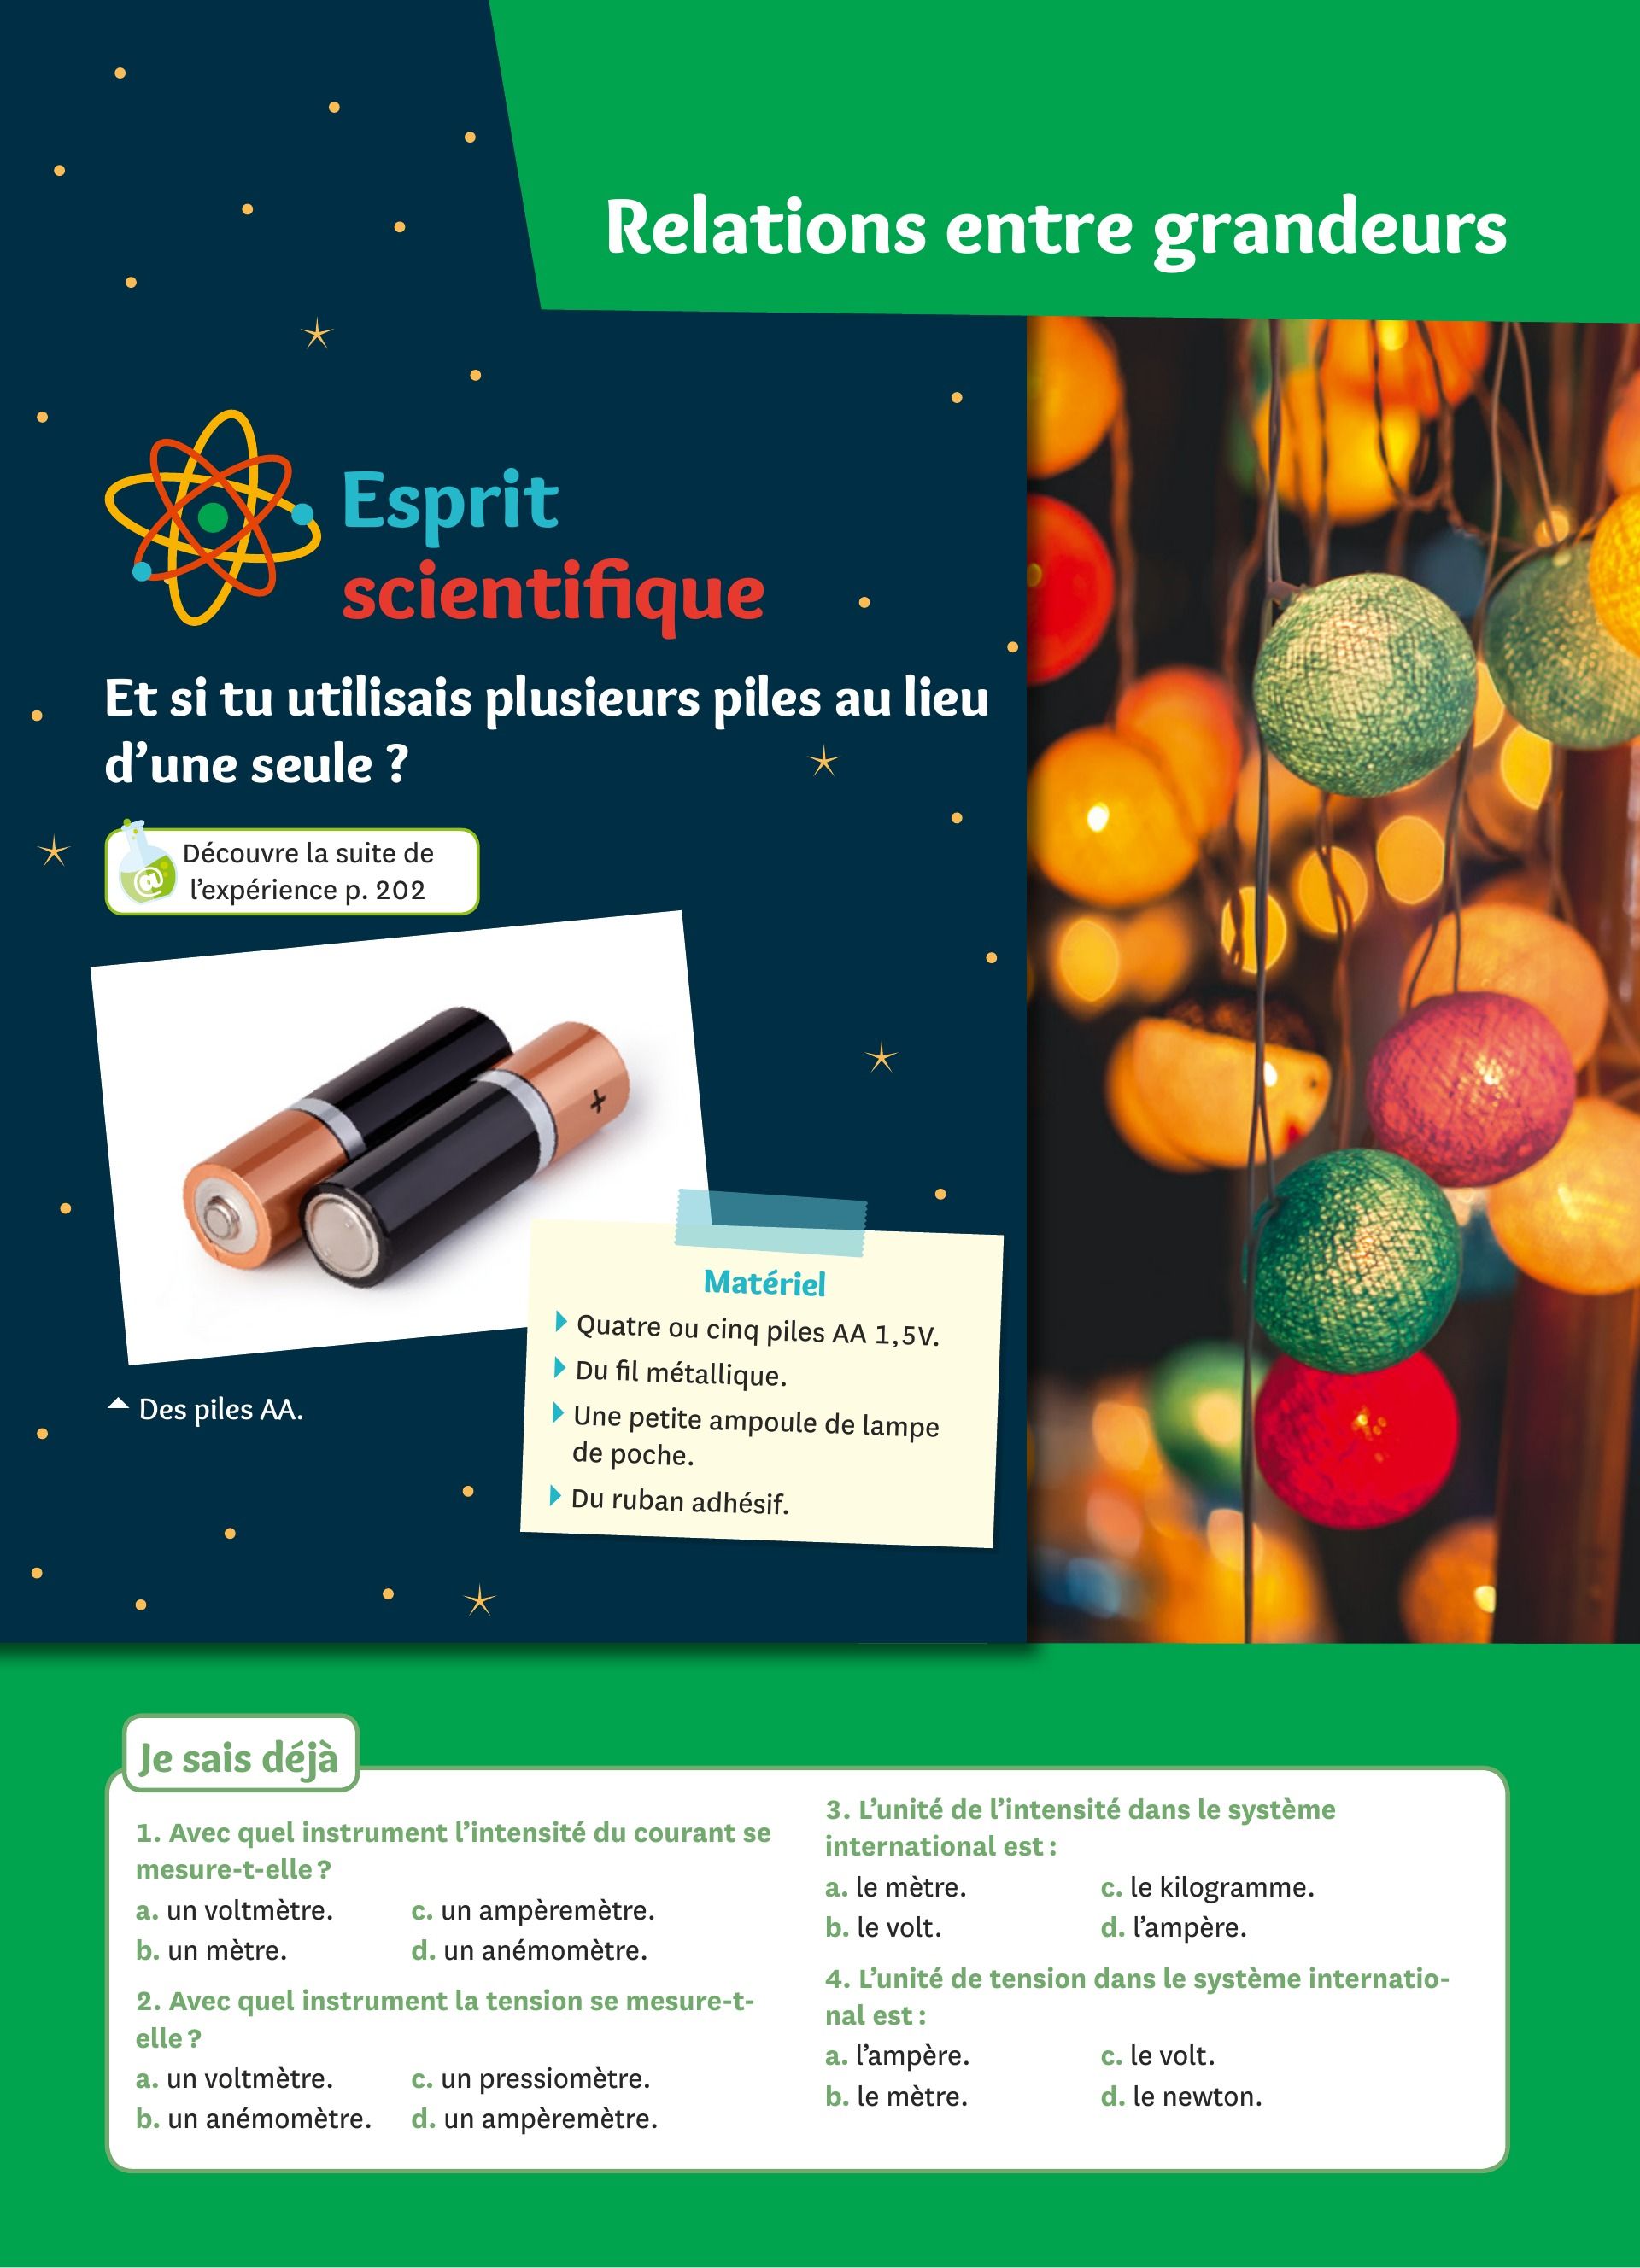 Relations entre grandeurs
Esprit
scientifique
Et si tu utilisais plusieurs piles au lieu
d’une seule ?
Découvre la suite de
l’expérience p. 202
+
Matériel
Quatre ou cinq piles AA 1,5V.
Du fil métallique.
Une petite ampoule de lampe
de poche.
Du ruban adhésif.
Des piles AA.
Je sais déjà
1. Avec quel instrument l’intensité du courant se
mesure-t-elle ?
a. un voltmètre.
c. un ampèremètre.
b. un mètre.
d. un anémomètre.
2. Avec quel instrument la tension se mesure-t-
elle ?
a. un voltmètre.
c. un pressiomètre.
b. un anémomètre.
d. un ampèremètre.
3. L’unité de l’intensité dans le système
international est :
a. le mètre.
c. le kilogramme.
b. le volt.
d. l’ampère.
4. L’unité de tension dans le système internatio-
nal est :
a. l’ampère.
c. le volt.
b. le mètre.
d. le newton.